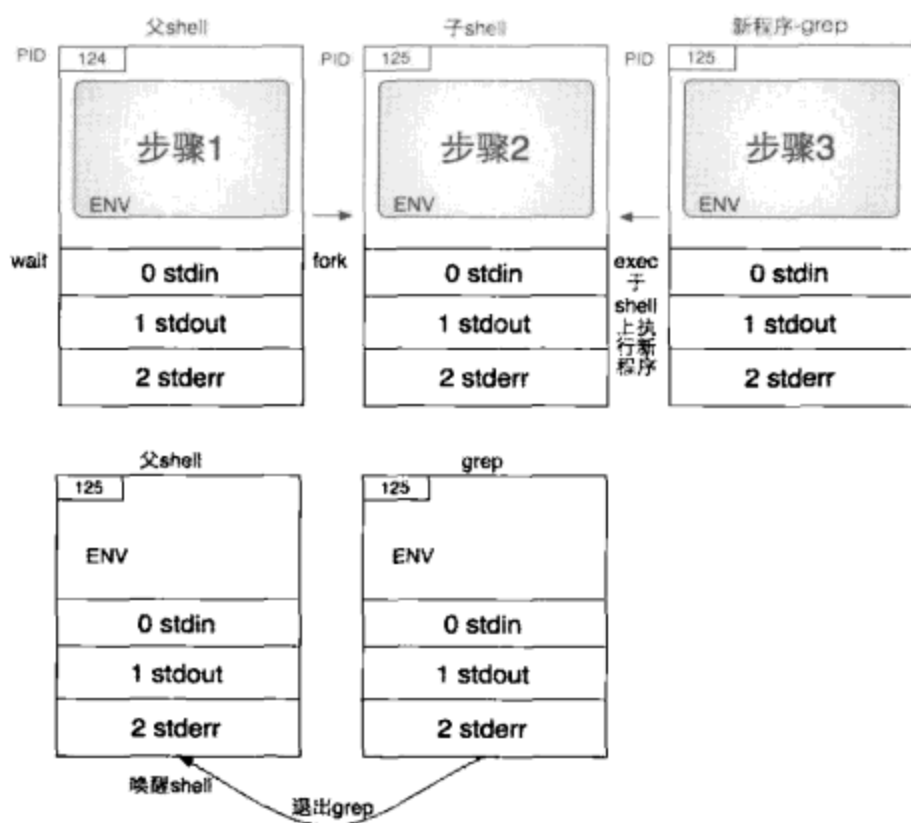 父shell
子shell
新程序-grep
PID
124
PID
125
PID
125
步骤1
步骤2
步骤3
ENV
ENV
ENV
wait
fork
exec
子
shell
上执
行新
程序
0 stdin
0 stdin
0 stdin
1 stdout
1 stdout
1 stdout
2 stderr
2 stderr
2 stderr
父shell
grep
125
125
ENV
ENV
0 stdin
0 stdin
1 stdout
1 stdout
2 stderr
2 stderr
唤醒shell
退出grep